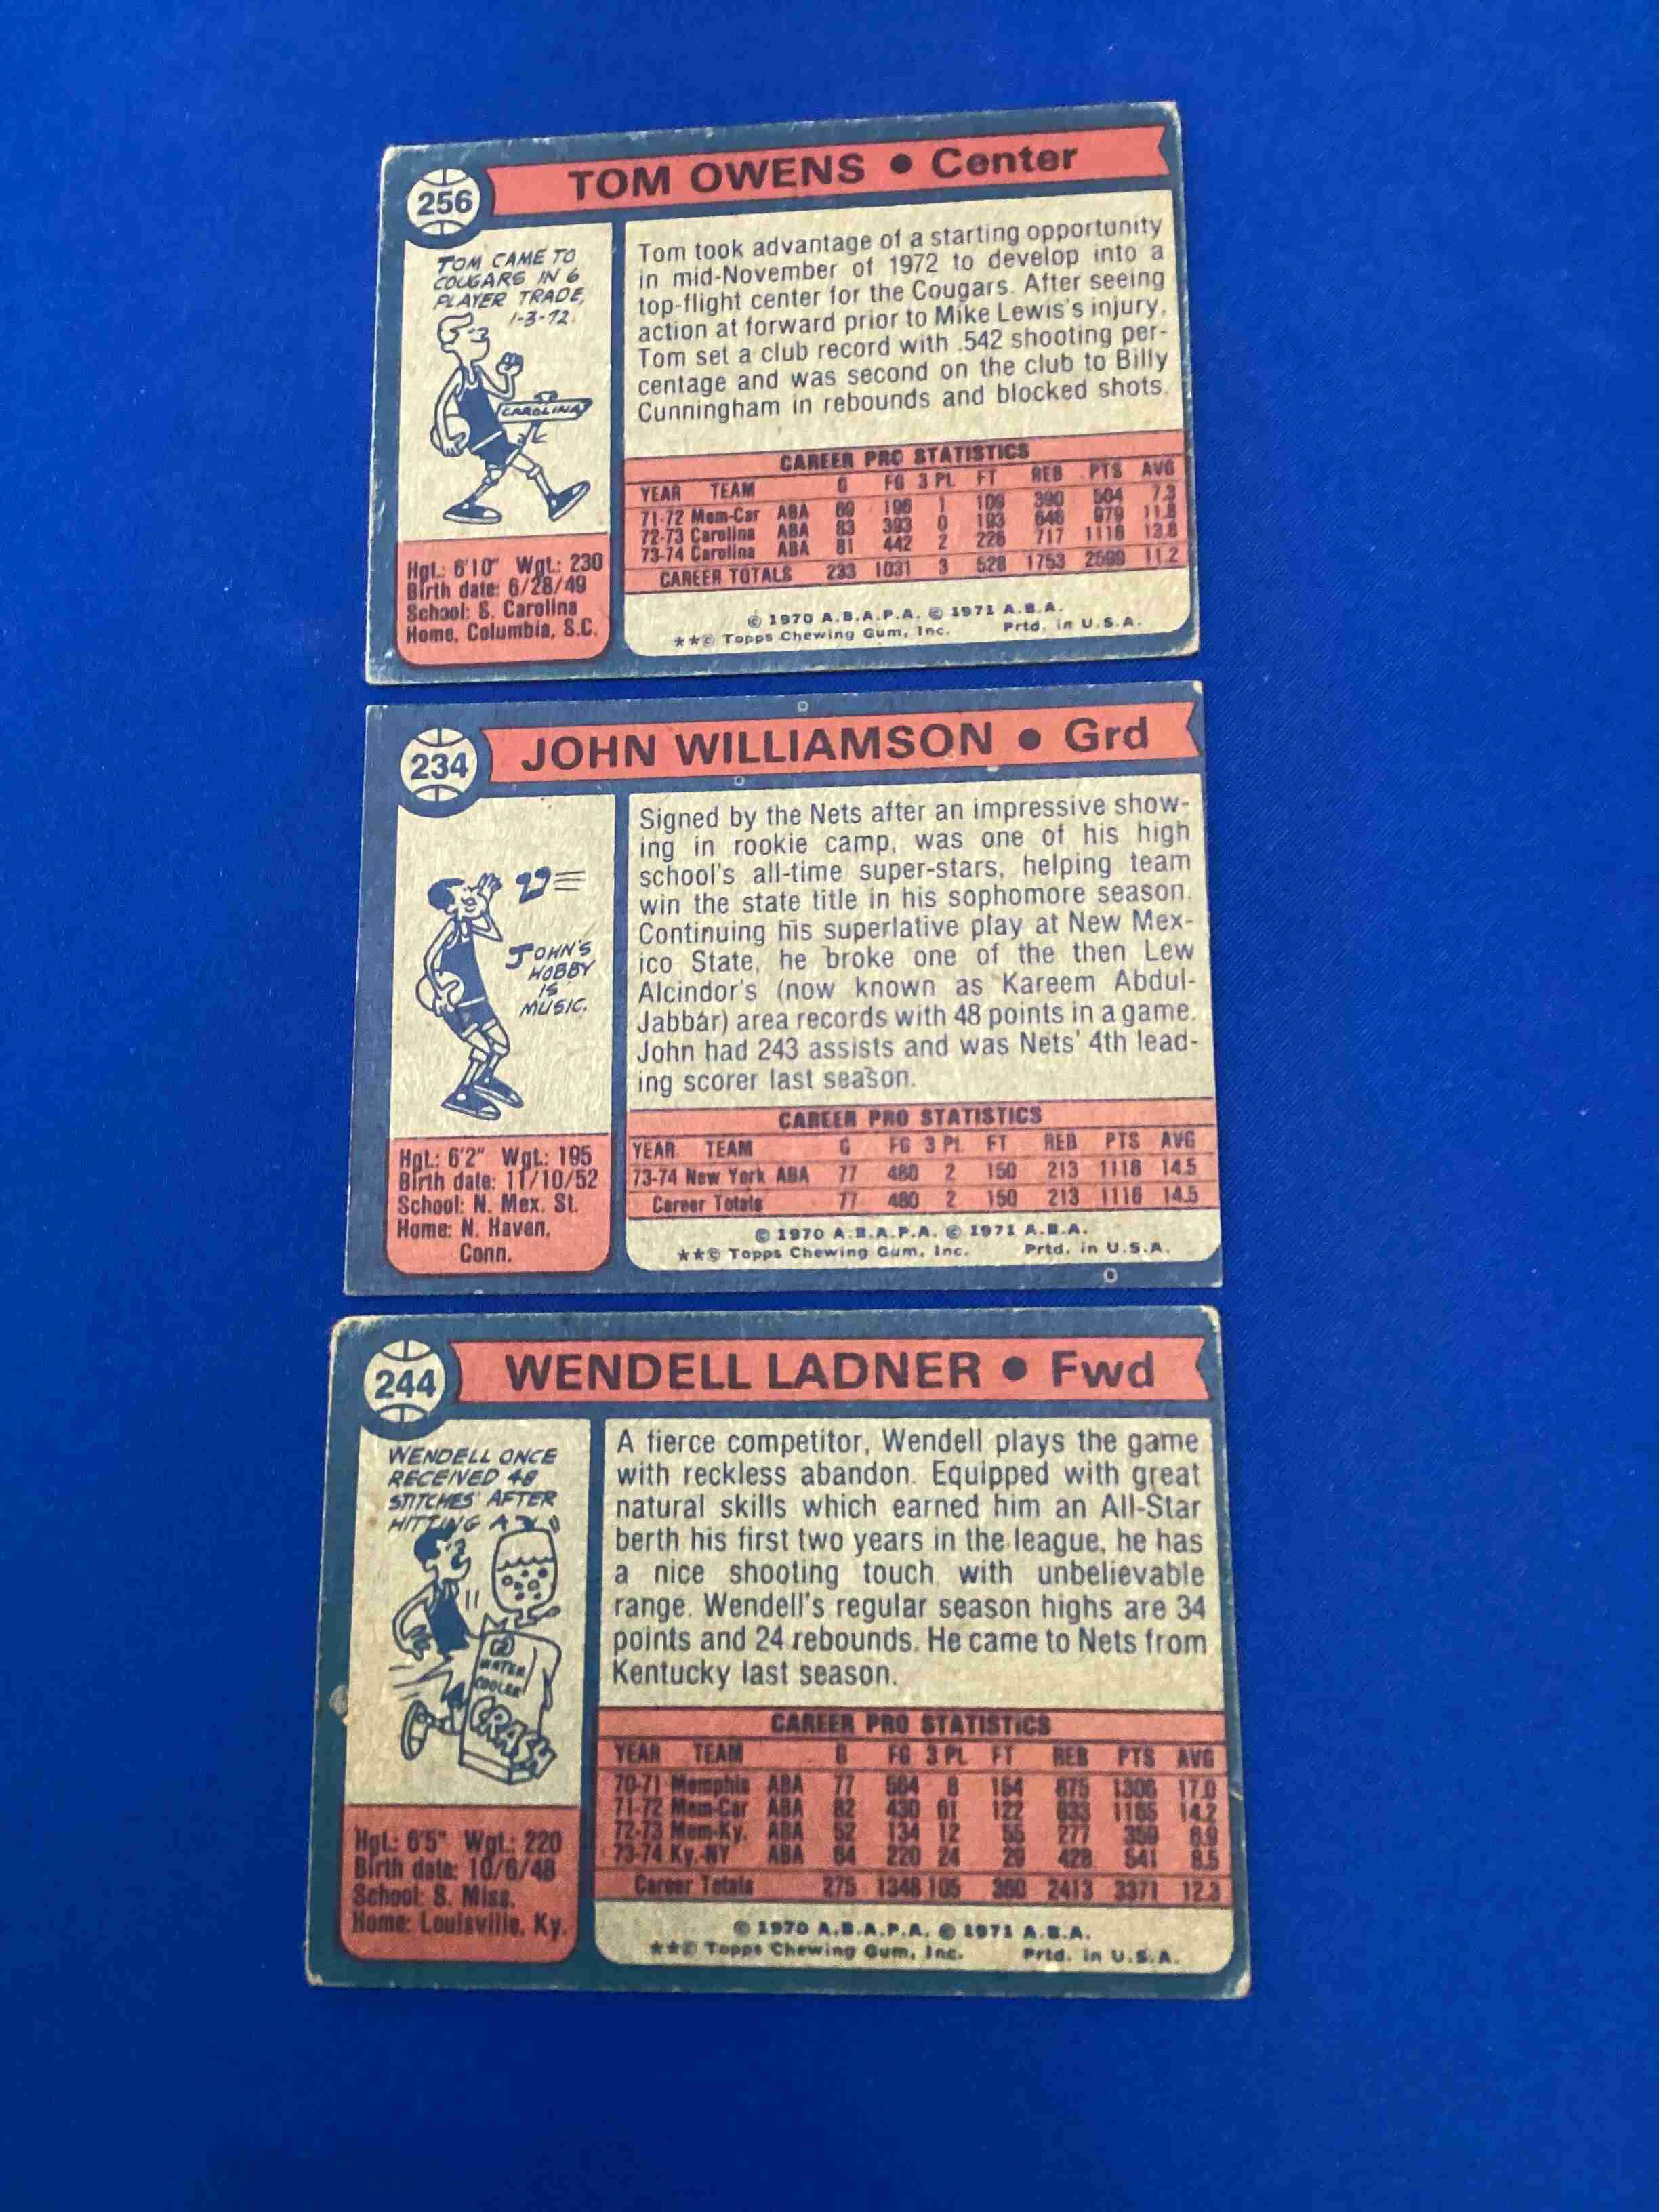 256
TOM OWENS • Center
TOM CAME TO
COUGARS IN 6
PLAYER TRADE,
1-3-72.
CAROLINA
Hgt.: 6'10" Wgt.: 230
Birth date: 6/28/49
School: S. Carolina
Home, Columbia, S.C.
Tom took advantage of a starting opportunity
in mid-November of 1972 to develop into a
top-flight center for the Cougars. After seeing
action at forward prior to Mike Lewis's injury,
Tom set a club record with .542 shooting per-
centage and was second on the club to Billy
Cunningham in rebounds and blocked shots.
CAREER PRO STATISTICS
YEAR TEAM G FG 3 PL FT REB PTS AVG
71-72 Mem-Car ABA 69 196 1 109 390 504 7.3
72-73 Carolina ABA 83 393 0 193 646 979 11.8
73-74 Carolina ABA 81 442 2 226 717 1116 13.8
CAREER TOTALS 233 1031 3 528 1753 2599 11.2
© 1970 A.B.A.P.A. © 1971 A.B.A.
**© Topps Chewing Gum, Inc. Prtd. in U.S.A.
234
JOHN WILLIAMSON • Grd
JOHN'S
HOBBY
IS
MUSIC.
Hgt.: 6'2" Wgt.: 195
Birth date: 11/10/52
School: N. Mex. St.
Home: N. Haven,
Conn.
Signed by the Nets after an impressive show-
ing in rookie camp, was one of his high
school's all-time super-stars, helping team
win the state title in his sophomore season.
Continuing his superlative play at New Mex-
ico State, he broke one of the then Lew
Alcindor's (now known as Kareem Abdul-
Jabbar) area records with 48 points in a game.
John had 243 assists and was Nets' 4th lead-
ing scorer last season.
CAREER PRO STATISTICS
YEAR TEAM G FG 3 PL FT REB PTS AVG
73-74 New York ABA 77 480 2 150 213 1116 14.5
Career Totals 77 480 2 150 213 1116 14.5
© 1970 A.B.A.P.A. © 1971 A.B.A.
**© Topps Chewing Gum, Inc. Prtd. in U.S.A.
244
WENDELL LADNER • Fwd
WENDELL ONCE
RECEIVED 48
STITCHES AFTER
HITTING A
WATER
COOLER
CRASH
Hgt.: 6'5" Wgt.: 220
Birth date: 10/6/48
School: S. Miss.
Home: Louisville, Ky.
A fierce competitor, Wendell plays the game
with reckless abandon. Equipped with great
natural skills which earned him an All-Star
berth his first two years in the league, he has
a nice shooting touch with unbelievable
range. Wendell's regular season highs are 34
points and 24 rebounds. He came to Nets from
Kentucky last season.
CAREER PRO STATISTICS
YEAR TEAM G FG 3 PL FT REB PTS AVG
70-71 Memphis ABA 77 564 8 154 875 1306 17.0
71-72 Mem-Car ABA 82 430 61 122 833 1165 14.2
72-73 Mem-Ky. ABA 52 134 12 55 277 359 6.9
73-74 Ky.-NY ABA 64 220 24 29 428 541 8.5
Career Totals 275 1348 105 360 2413 3371 12.3
© 1970 A.B.A.P.A. © 1971 A.B.A.
**© Topps Chewing Gum, Inc. Prtd. in U.S.A.